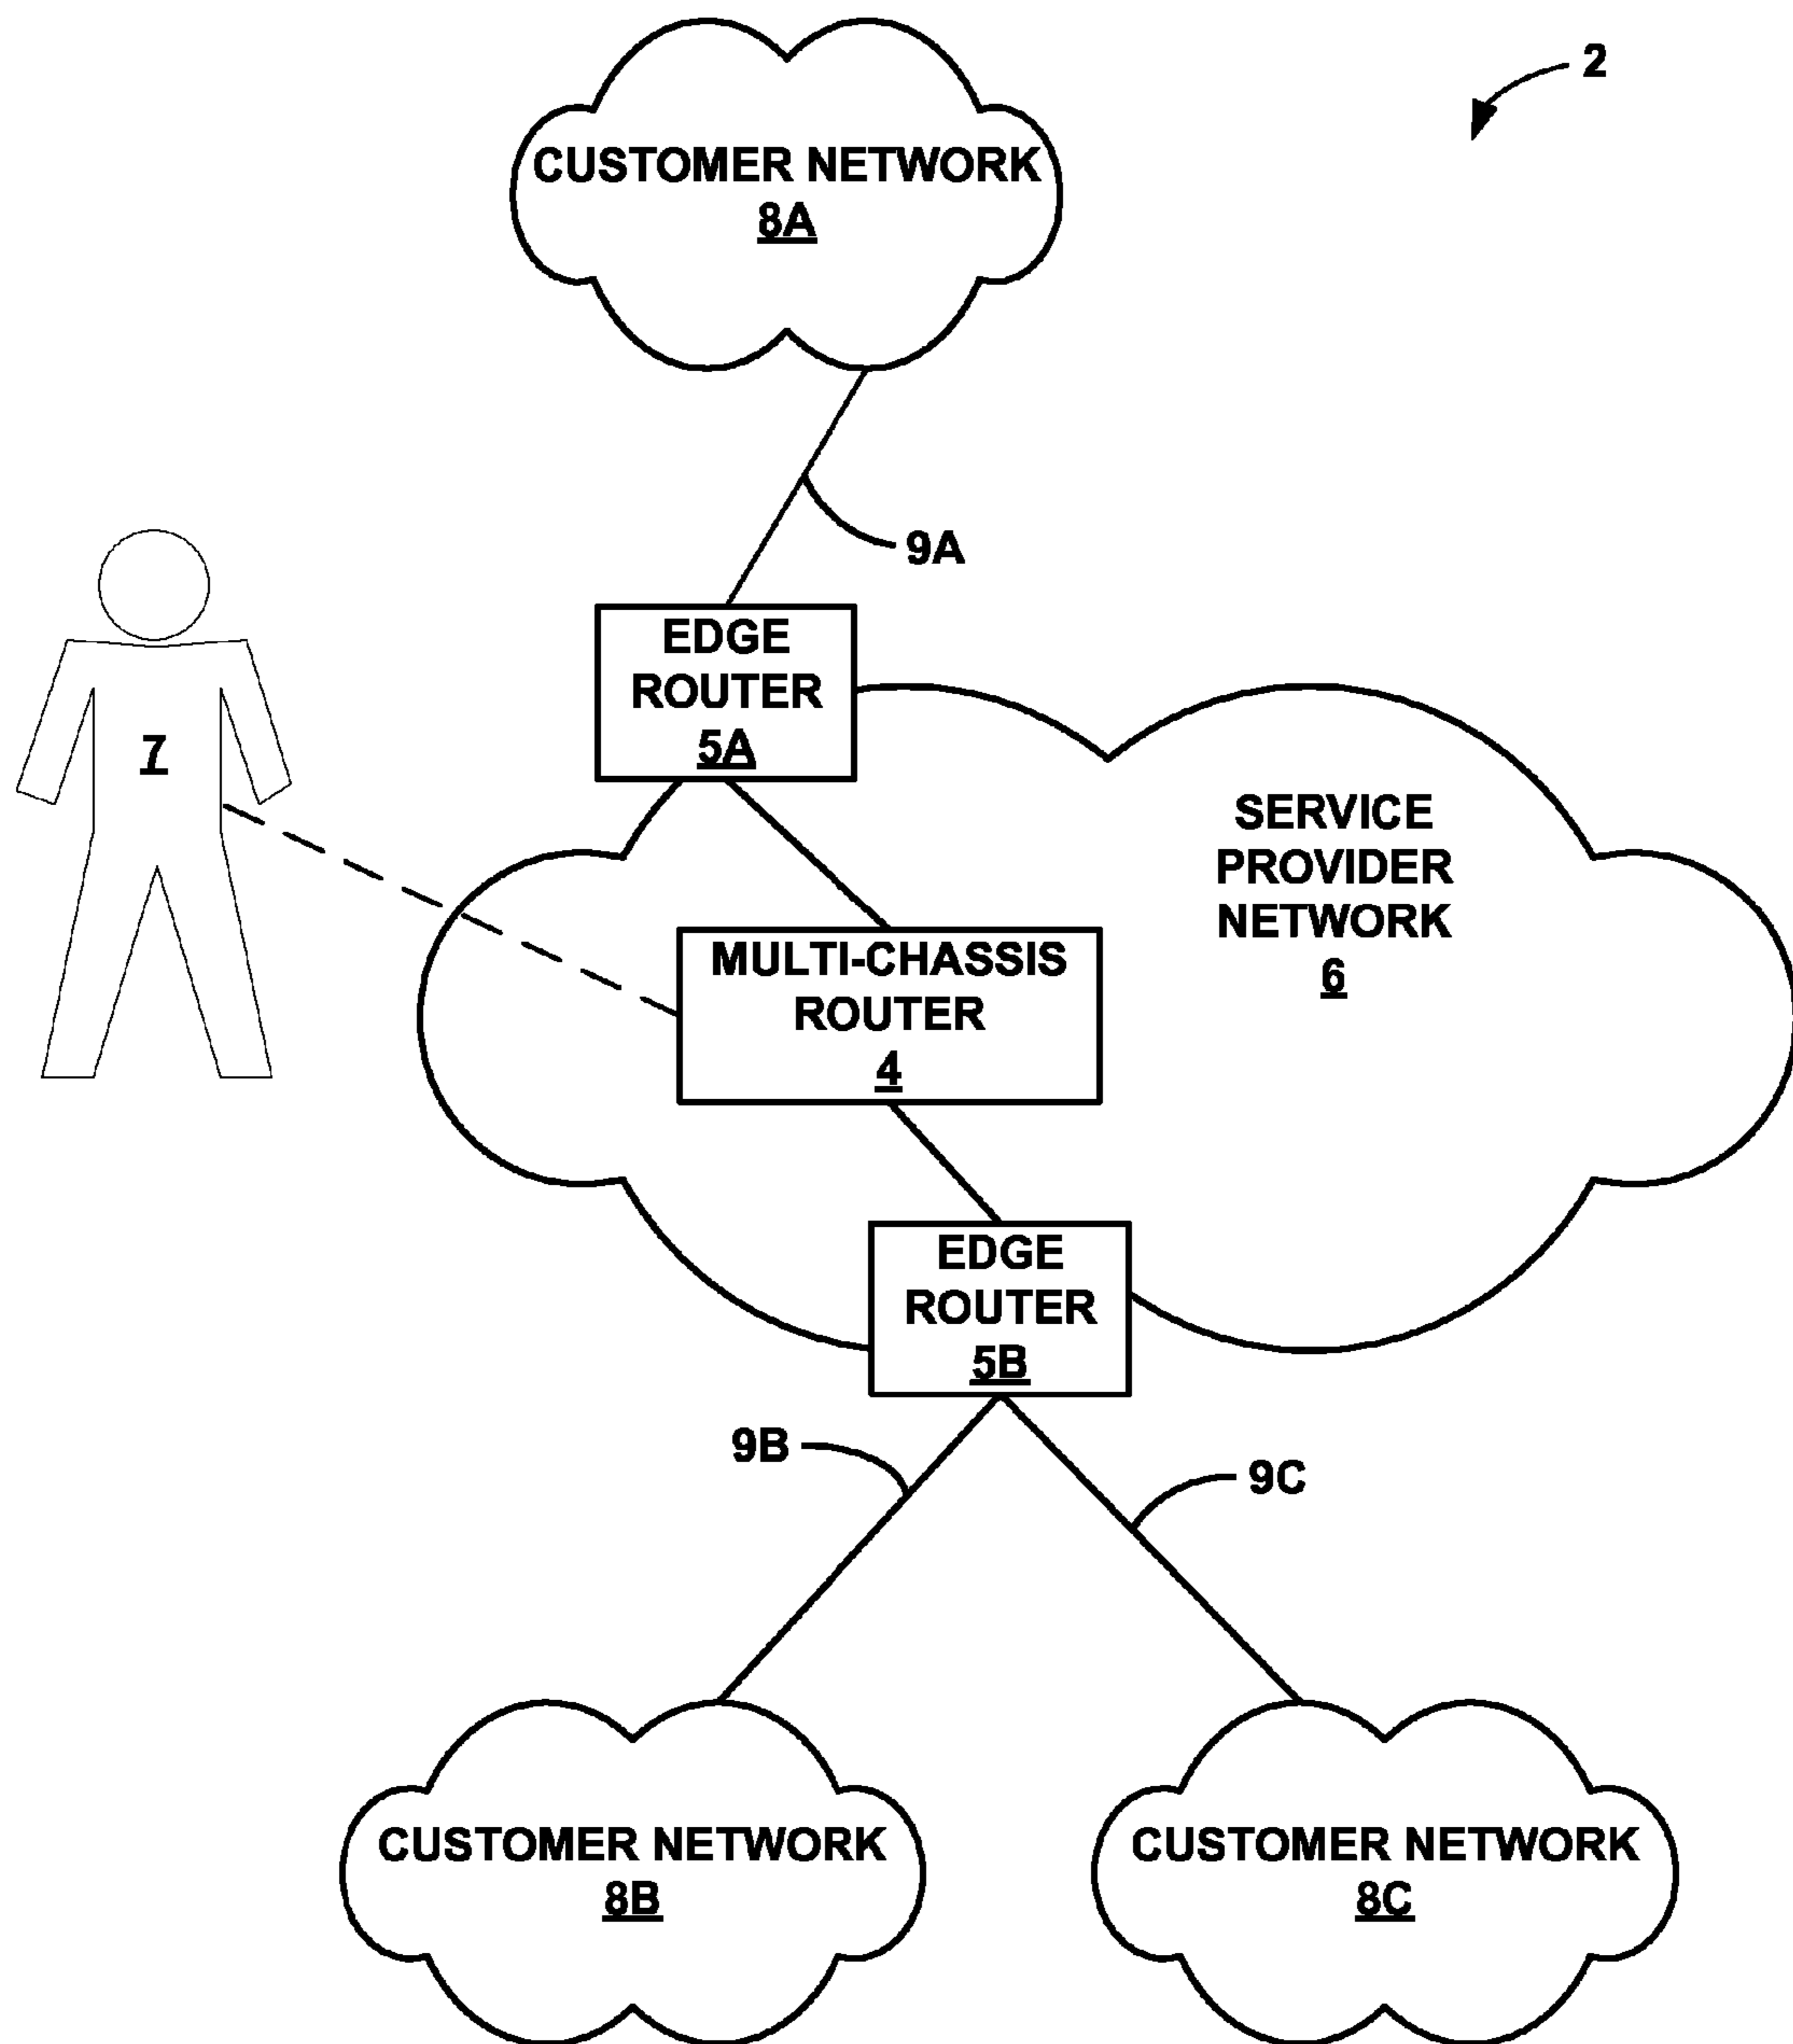 2
CUSTOMER NETWORK
8A
9A
EDGE
ROUTER
5A
7
SERVICE
PROVIDER
NETWORK
6
MULTI-CHASSIS
ROUTER
4
EDGE
ROUTER
5B
9B
9C
CUSTOMER NETWORK
8B
CUSTOMER NETWORK
8C